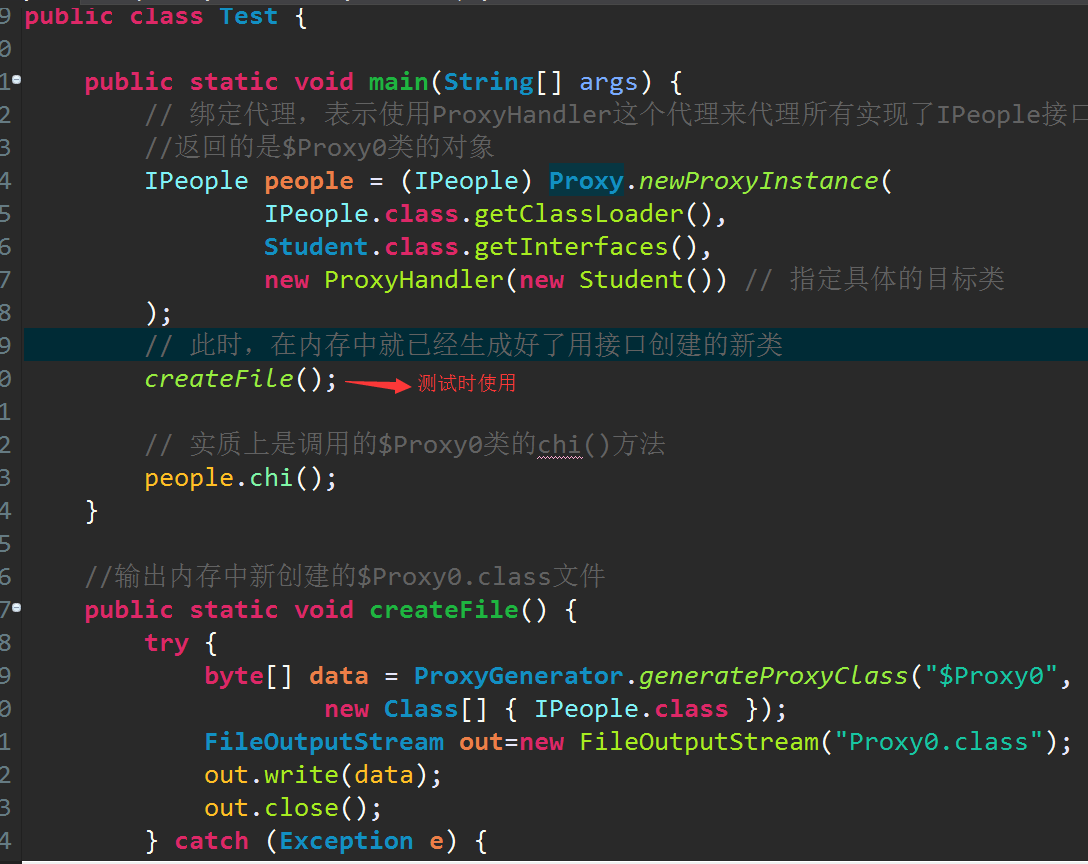 9 public class Test {
0
1 public static void main(String[] args) {
2 // 绑定代理，表示使用ProxyHandler这个代理来代理所有实现了IPeople接口
3 //返回的是$Proxy0类的对象
4 IPeople people = (IPeople) Proxy.newProxyInstance(
5 IPeople.class.getClassLoader(),
6 Student.class.getInterfaces(),
7 new ProxyHandler(new Student()) // 指定具体的目标类
8 );
9 // 此时，在内存中就已经生成好了用接口创建的新类
0 createFile(); 测试时使用
1
2 // 实质上是调用的$Proxy0类的chi()方法
3 people.chi();
4 }
5
6 //输出内存中新创建的$Proxy0.class文件
7 public static void createFile() {
8 try {
9 byte[] data = ProxyGenerator.generateProxyClass("$Proxy0",
0 new Class[] { IPeople.class });
1 FileOutputStream out=new FileOutputStream("Proxy0.class");
2 out.write(data);
3 out.close();
4 } catch (Exception e) {